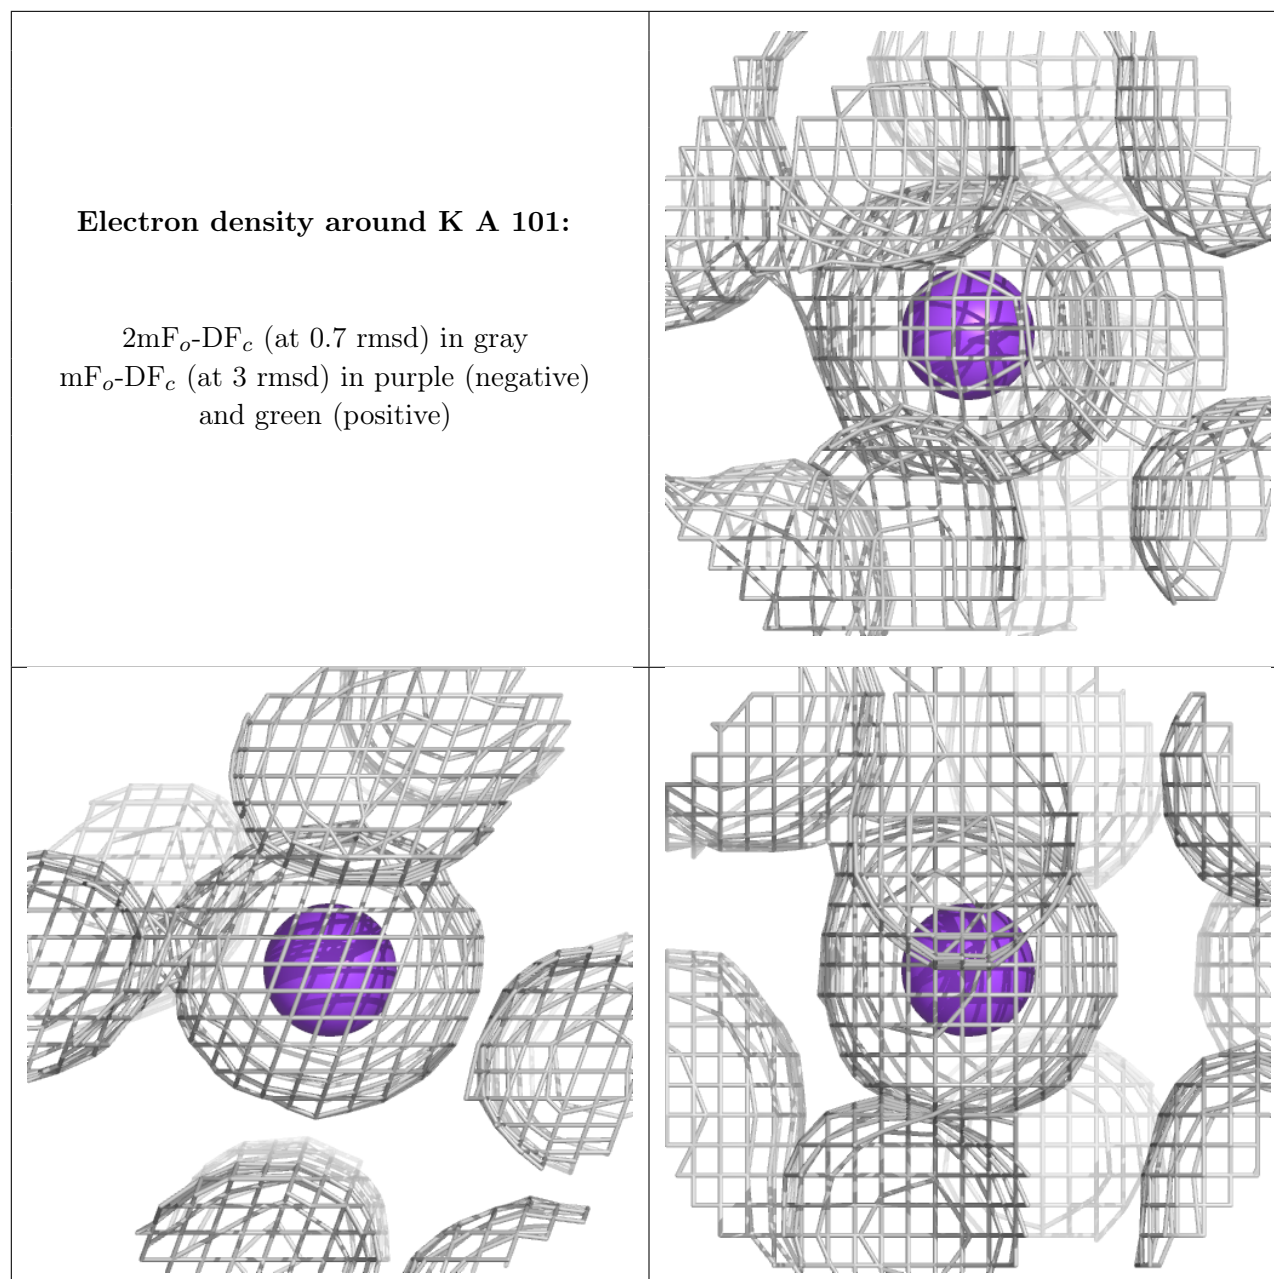 Electron density around K A 101:
2mFo-DFc (at 0.7 rmsd) in gray
mFo-DFc (at 3 rmsd) in purple (negative)
and green (positive)